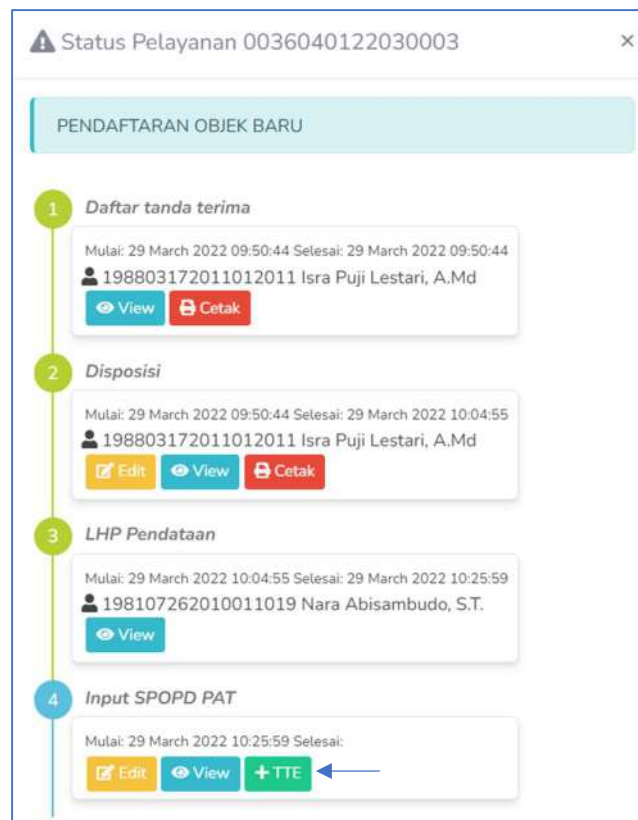 Status Pelayanan 0036040122030003
PENDAFTARAN OBJEK BARU
1 Daftar tanda terima
Mulai: 29 March 2022 09:50:44 Selesai: 29 March 2022 09:50:44
198803172011012011 Isra Puji Lestari, A.Md
View Cetak
2 Disposisi
Mulai: 29 March 2022 09:50:44 Selesai: 29 March 2022 10:04:55
198803172011012011 Isra Puji Lestari, A.Md
Edit View Cetak
3 LHP Pendataan
Mulai: 29 March 2022 10:04:55 Selesai: 29 March 2022 10:25:59
198107262010011019 Nara Abisambudo, S.T.
View
4 Input SPOPD PAT
Mulai: 29 March 2022 10:25:59 Selesai:
Edit View +TTE